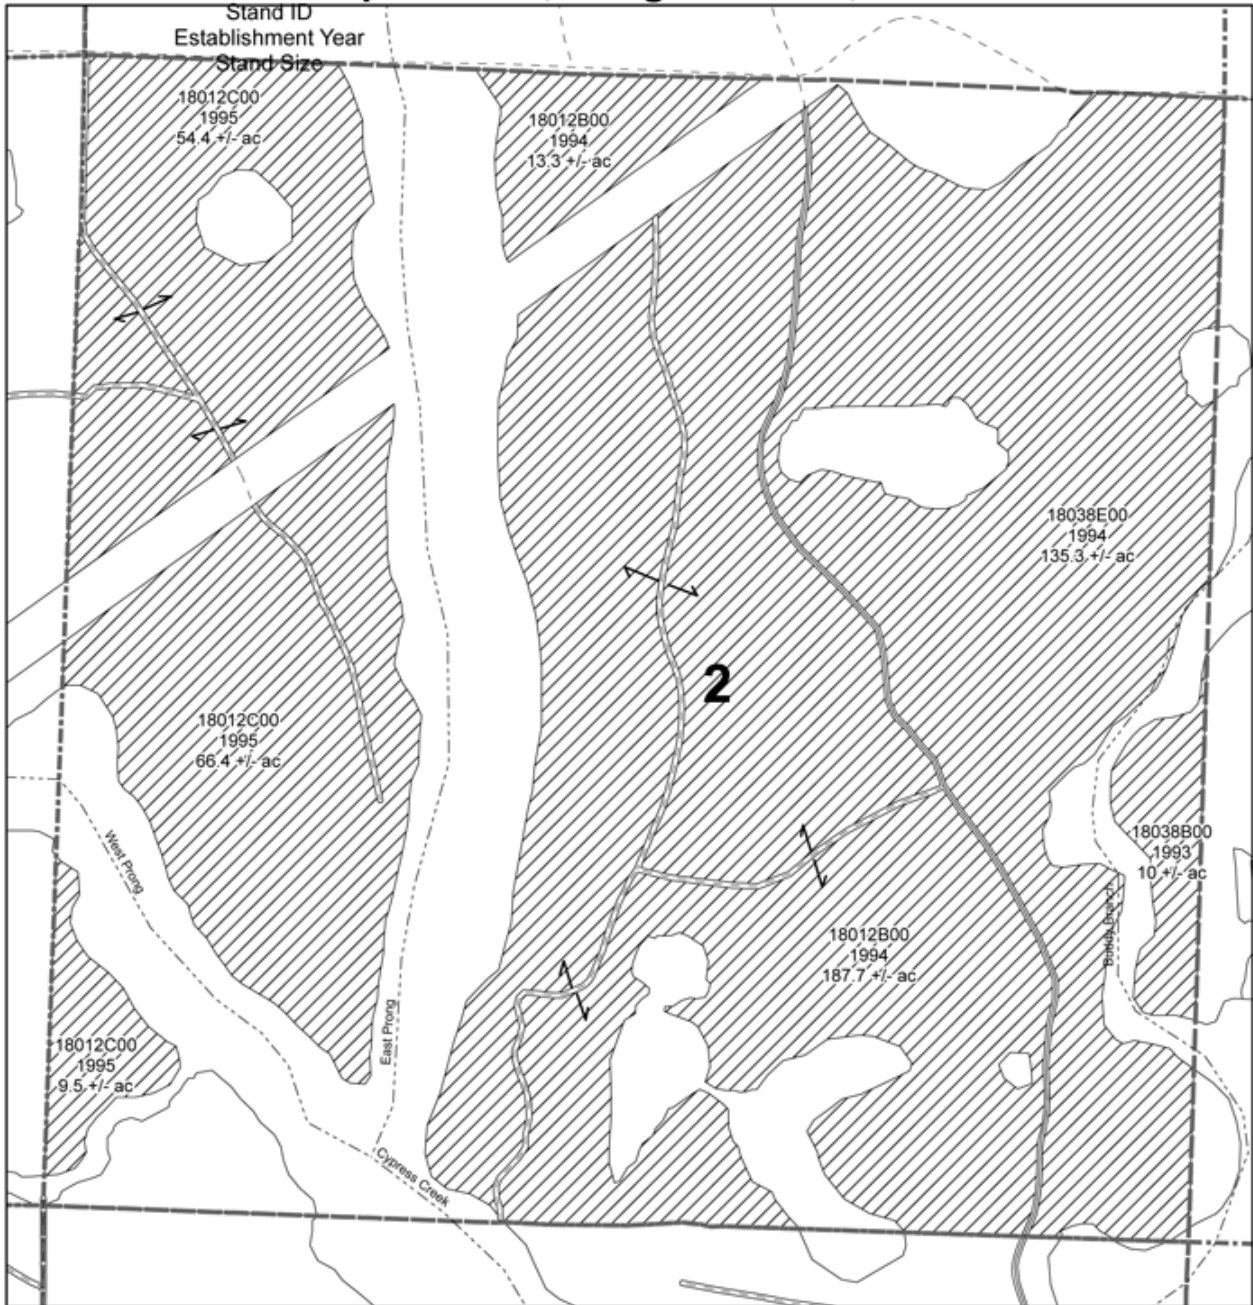 Stand ID
Establishment Year
Stand Size
18012C00
1995
54.4 +/- ac
18012B00
1994
13.3 +/- ac
18038E00
1994
135.3 +/- ac
2
18012C00
1995
66.4 +/- ac
West Prong
18038B00
1993
10 +/- ac
Buddy Branch
18012B00
1994
187.7 +/- ac
East Prong
18012C00
1995
9.5 +/- ac
Cypress Creek